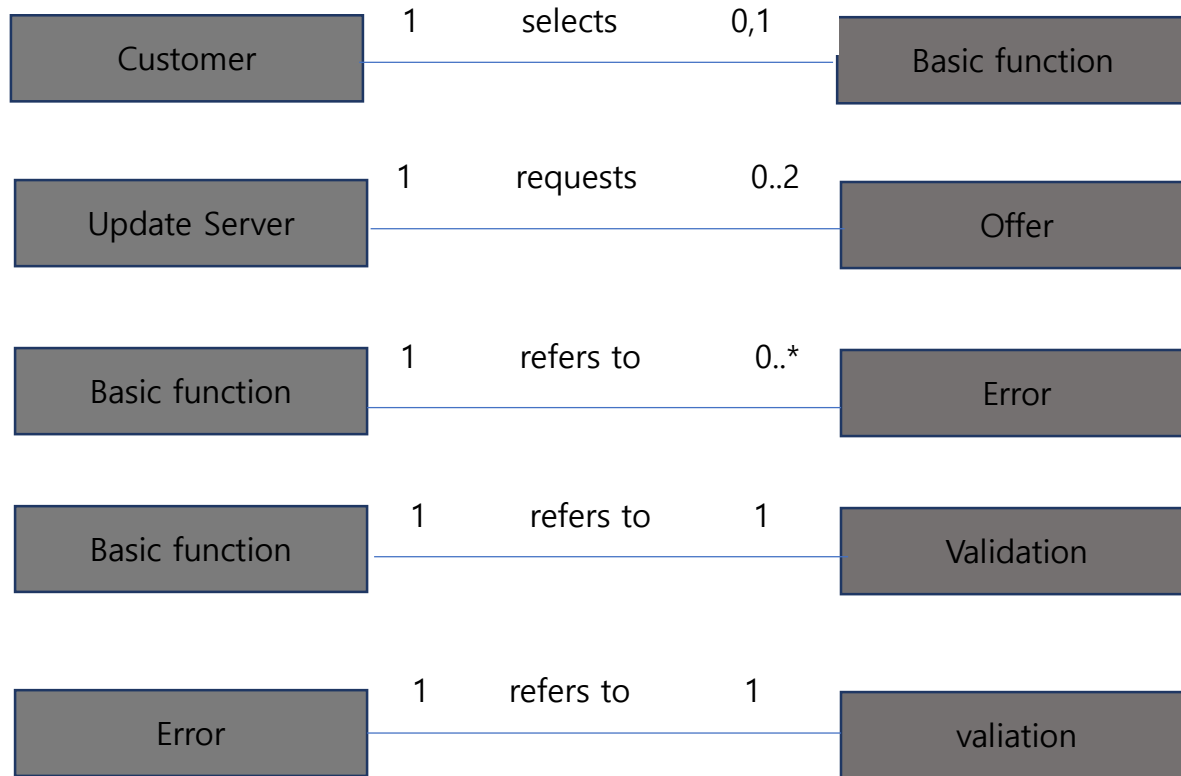 1 selects 0,1
Customer Basic function
1 requests 0..2
Update Server Offer
1 refers to 0..*
Basic function Error
1 refers to 1
Basic function Validation
1 refers to 1
Error valiation